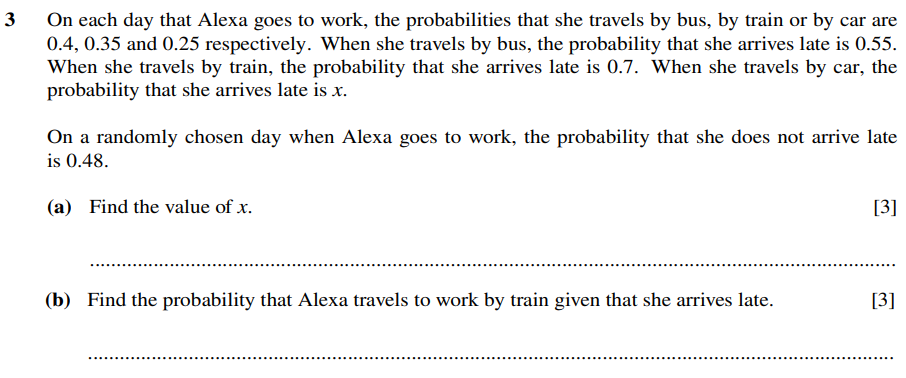 3 On each day that Alexa goes to work, the probabilities that she travels by bus, by train or by car are
0.4, 0.35 and 0.25 respectively. When she travels by bus, the probability that she arrives late is 0.55.
When she travels by train, the probability that she arrives late is 0.7. When she travels by car, the
probability that she arrives late is x.
On a randomly chosen day when Alexa goes to work, the probability that she does not arrive late
is 0.48.
(a) Find the value of x. [3]
(b) Find the probability that Alexa travels to work by train given that she arrives late. [3]